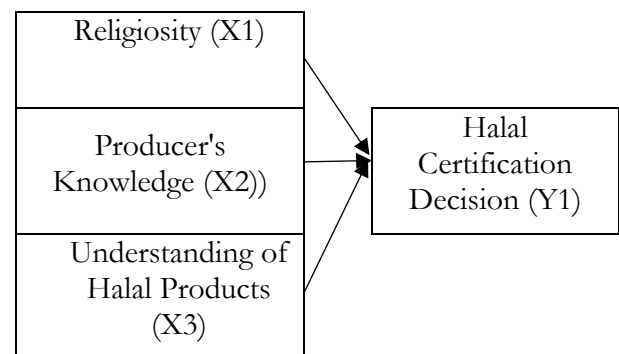 Religiosity (X1)
Producer's
Knowledge (X2))
Understanding of
Halal Products
(X3)
Halal
Certification
Decision (Y1)